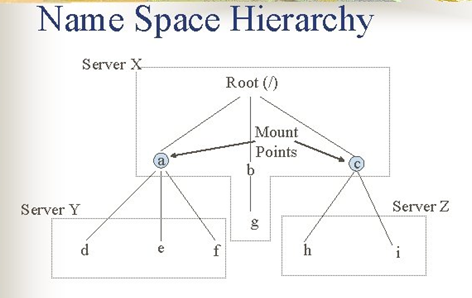 Name Space Hierarchy
Server X
Root (/)
Mount
Points
a
b
c
Server Y
g
Server Z
d
e
f
h
i